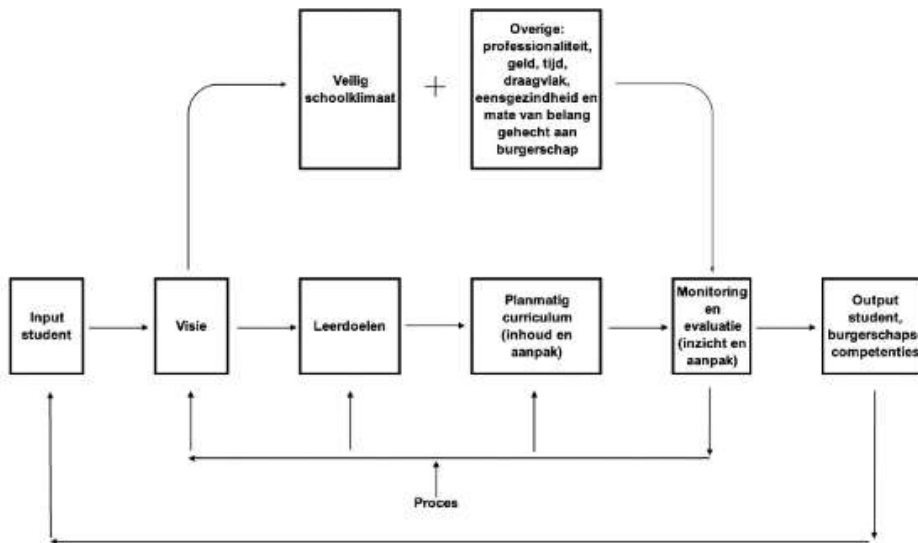 Veilig
schoolklimaat
+
Overige:
professionaliteit,
geld, tijd,
draagvlak,
eensgezindheid en
mate van belang
gehecht aan
burgerschap
Input
student
Visie
Leerdoelen
Planmatig
curriculum
(inhoud en
aanpak)
Monitoring
en
evaluatie
(inzicht en
aanpak)
Output
student,
burgerschaps-
competenties
Proces